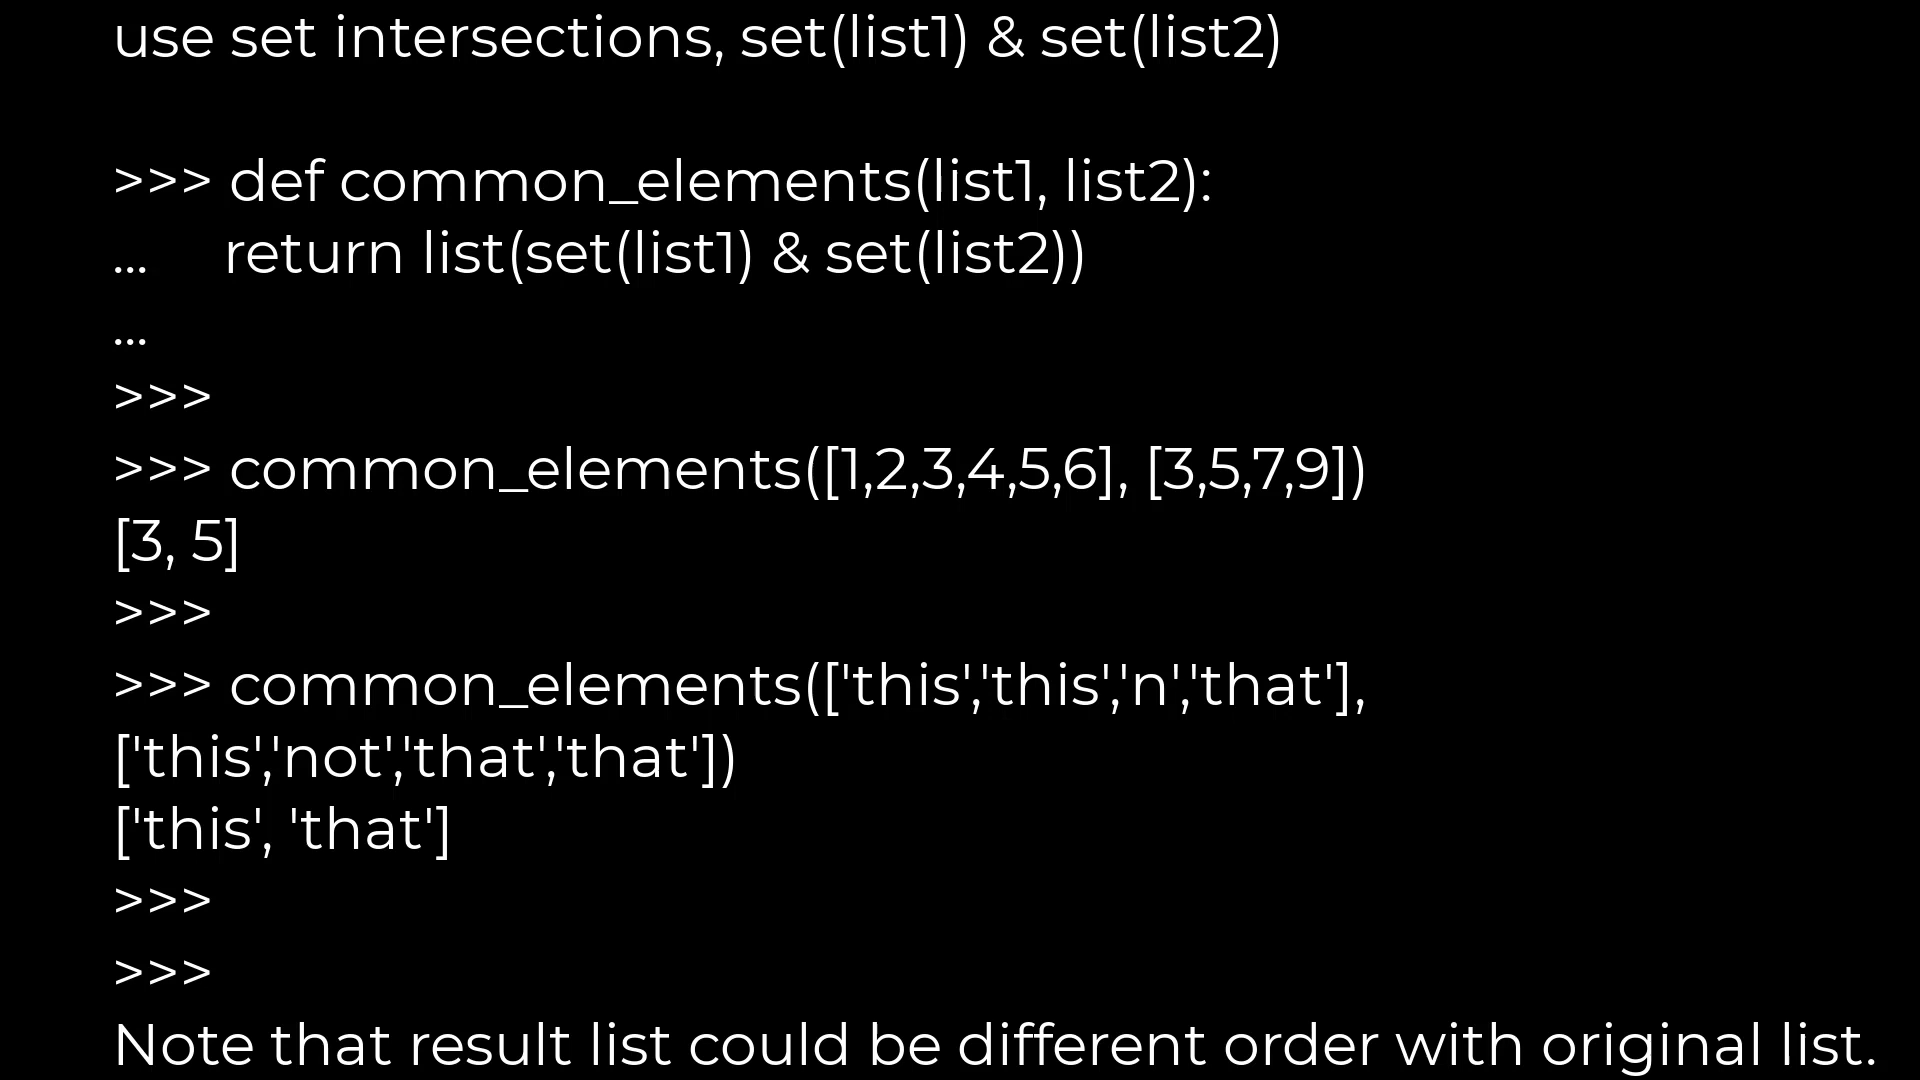 use set intersections, set(list1) & set(list2)
>>> def common_elements(list1, list2):
...     return list(set(list1) & set(list2))
...
>>>
>>> common_elements([1,2,3,4,5,6], [3,5,7,9])
[3, 5]
>>>
>>> common_elements(['this','this','n','that'],
['this','not','that','that'])
['this', 'that']
>>>
>>>
Note that result list could be different order with original list.